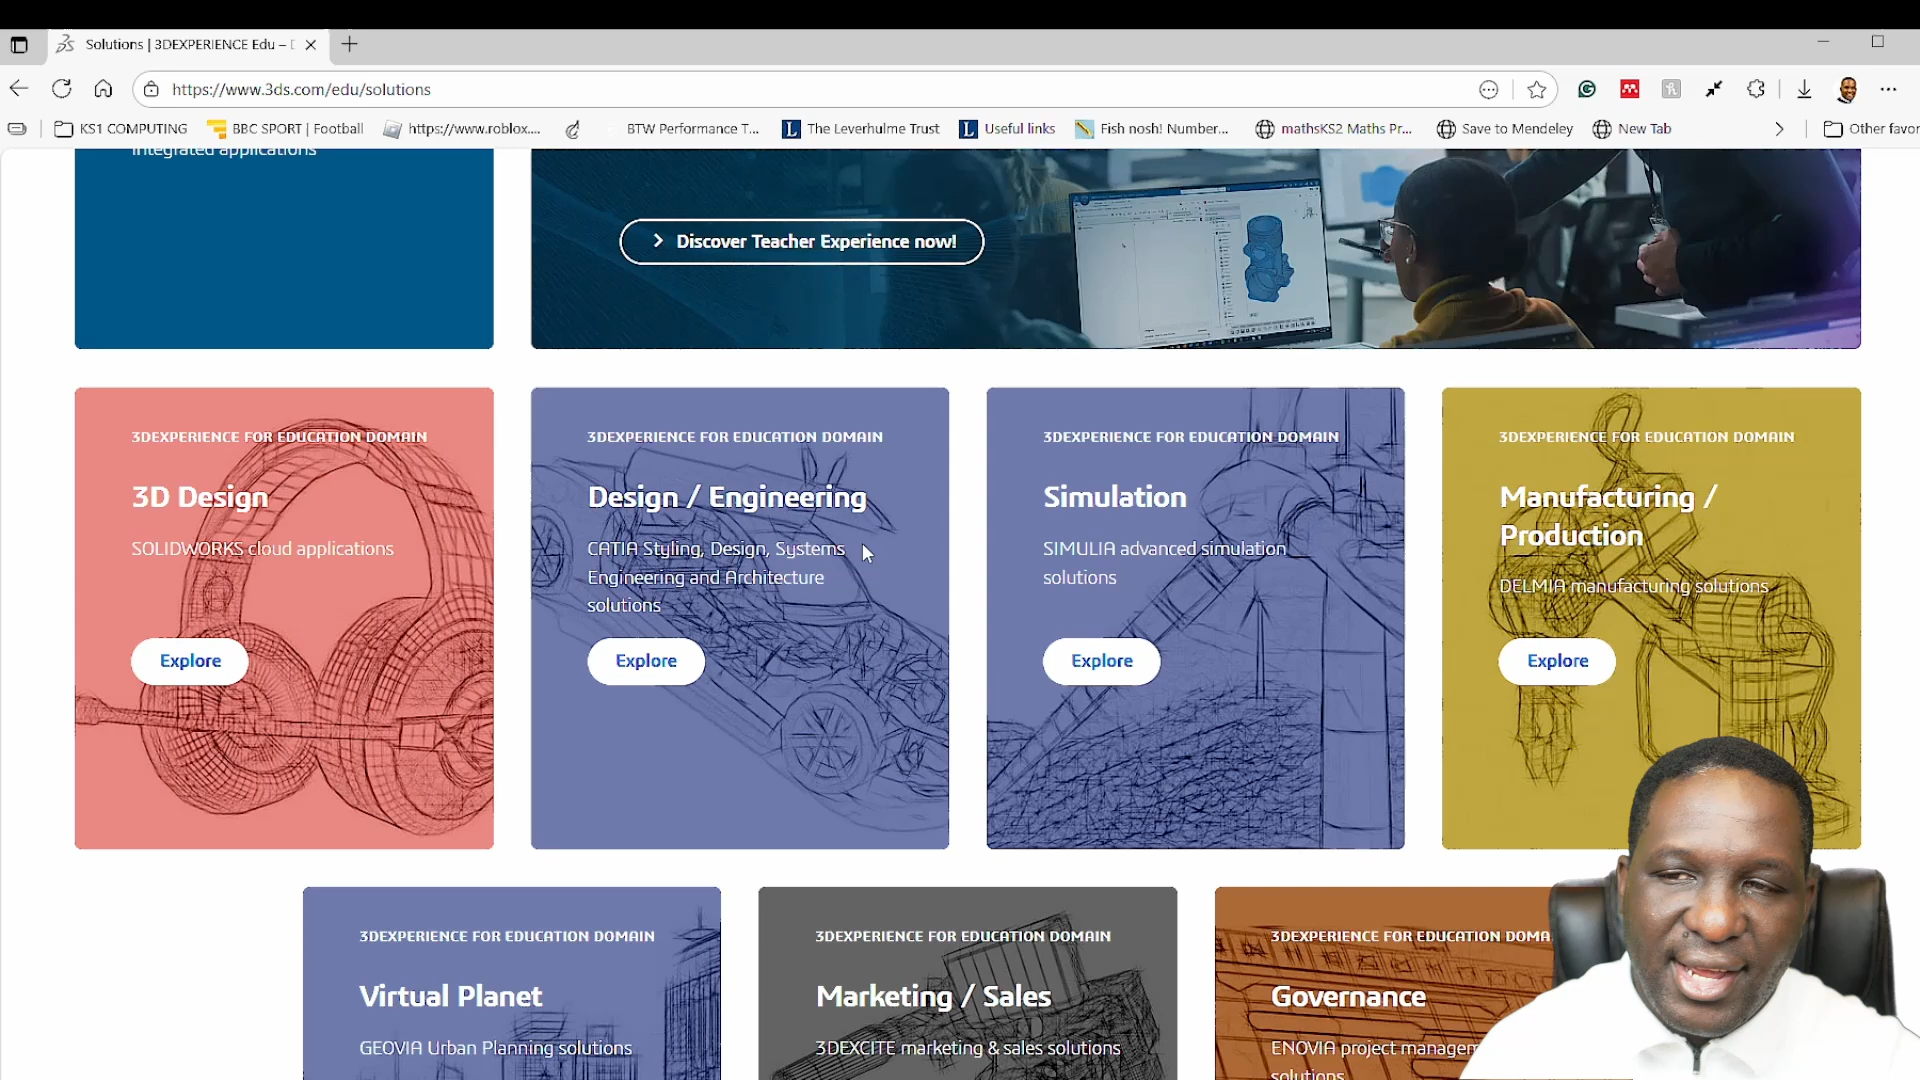 Solutions | 3DEXPERIENCE Edu –
https://www.3ds.com/edu/solutions
KS1 COMPUTING
BBC SPORT | Football
https://www.roblox....
BTW Performance T...
The Leverhulme Trust
Useful links
Fish nosh! Number...
mathsKS2 Maths Pr...
Save to Mendeley
New Tab
Other favor
integrated applications
Discover Teacher Experience now!
3DEXPERIENCE FOR EDUCATION DOMAIN
3D Design
SOLIDWORKS cloud applications
Explore
3DEXPERIENCE FOR EDUCATION DOMAIN
Design / Engineering
CATIA Styling, Design, Systems
Engineering and Architecture
solutions
Explore
3DEXPERIENCE FOR EDUCATION DOMAIN
Simulation
SIMULIA advanced simulation
solutions
Explore
3DEXPERIENCE FOR EDUCATION DOMAIN
Manufacturing /
Production
DELMIA manufacturing solutions
Explore
3DEXPERIENCE FOR EDUCATION DOMAIN
Virtual Planet
GEOVIA Urban Planning solutions
3DEXPERIENCE FOR EDUCATION DOMAIN
Marketing / Sales
3DEXCITE marketing & sales solutions
3DEXPERIENCE FOR EDUCATION DOMA
Governance
ENOVIA project managem
solutions